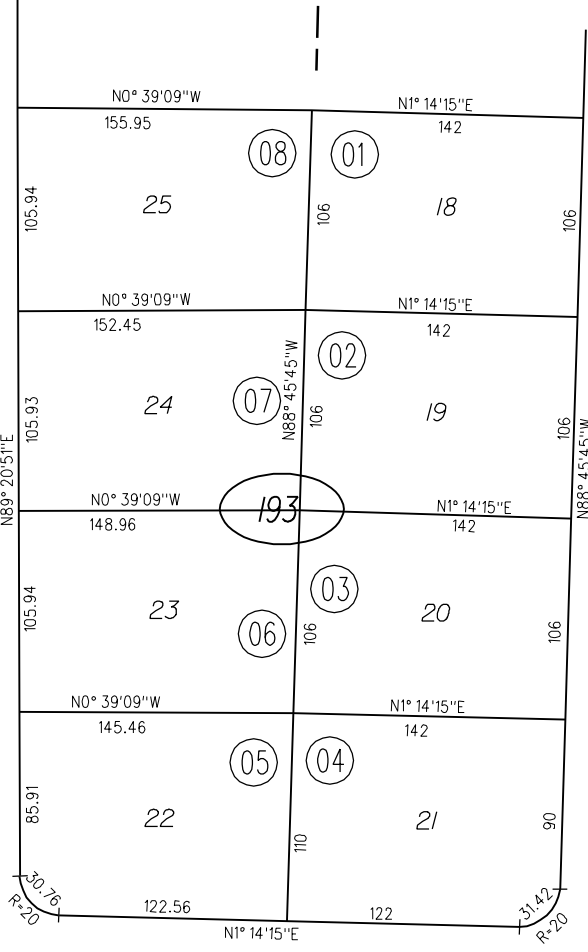 N0° 39'09"W
N1° 14'15"E
155.95
142
08
01
105.94
25
106
18
106
N0° 39'09"W
N1° 14'15"E
152.45
142
02
N88° 45'45"W
07
105.93
24
106
19
106
N89° 20'51"E
N88° 45'45"W
N0° 39'09"W
193
N1° 14'15"E
148.96
142
03
105.94
23
06
106
20
106
N0° 39'09"W
N1° 14'15"E
145.46
142
05
04
85.91
22
110
21
90
30.76
R=20
122.56
122
31.42
R=20
N1° 14'15"E